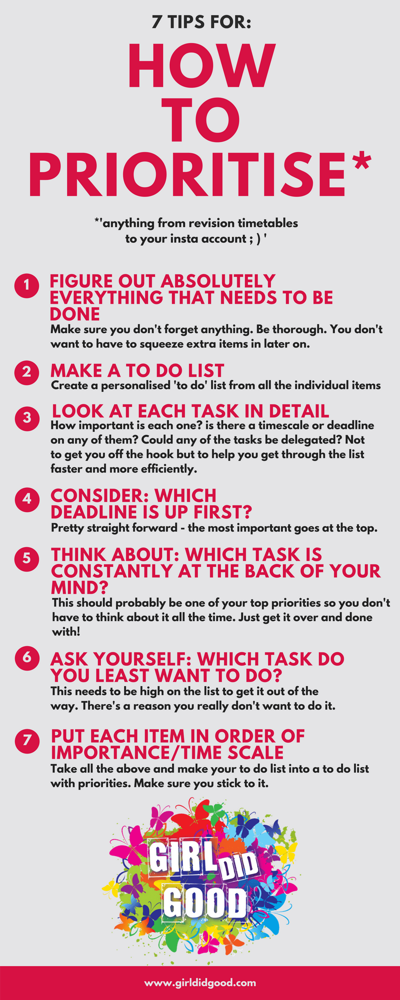 7 TIPS FOR:
HOW
TO
PRIORITISE*
*'anything from revision timetables
to your insta account ; ) '
1
FIGURE OUT ABSOLUTELY
EVERYTHING THAT NEEDS TO BE
DONE
Make sure you don't forget anything. Be thorough. You don't
want to have to squeeze extra items in later on.
2
MAKE A TO DO LIST
Create a personalised 'to do' list from all the individual items
3
LOOK AT EACH TASK IN DETAIL
How important is each one? is there a timescale or deadline
on any of them? Could any of the tasks be delegated? Not
to get you off the hook but to help you get through the list
faster and more efficiently.
4
CONSIDER: WHICH
DEADLINE IS UP FIRST?
Pretty straight forward - the most important goes at the top.
5
THINK ABOUT: WHICH TASK IS
CONSTANTLY AT THE BACK OF YOUR
MIND?
This should probably be one of your top priorities so you don't
have to think about it all the time. Just get it over and done
with!
6
ASK YOURSELF: WHICH TASK DO
YOU LEAST WANT TO DO?
This needs to be high on the list to get it out of the
way. There's a reason you really don't want to do it.
7
PUT EACH ITEM IN ORDER OF
IMPORTANCE/TIME SCALE
Take all the above and make your to do list into a to do list
with priorities. Make sure you stick to it.
GIRL DID
GOOD
www.girldidgood.com